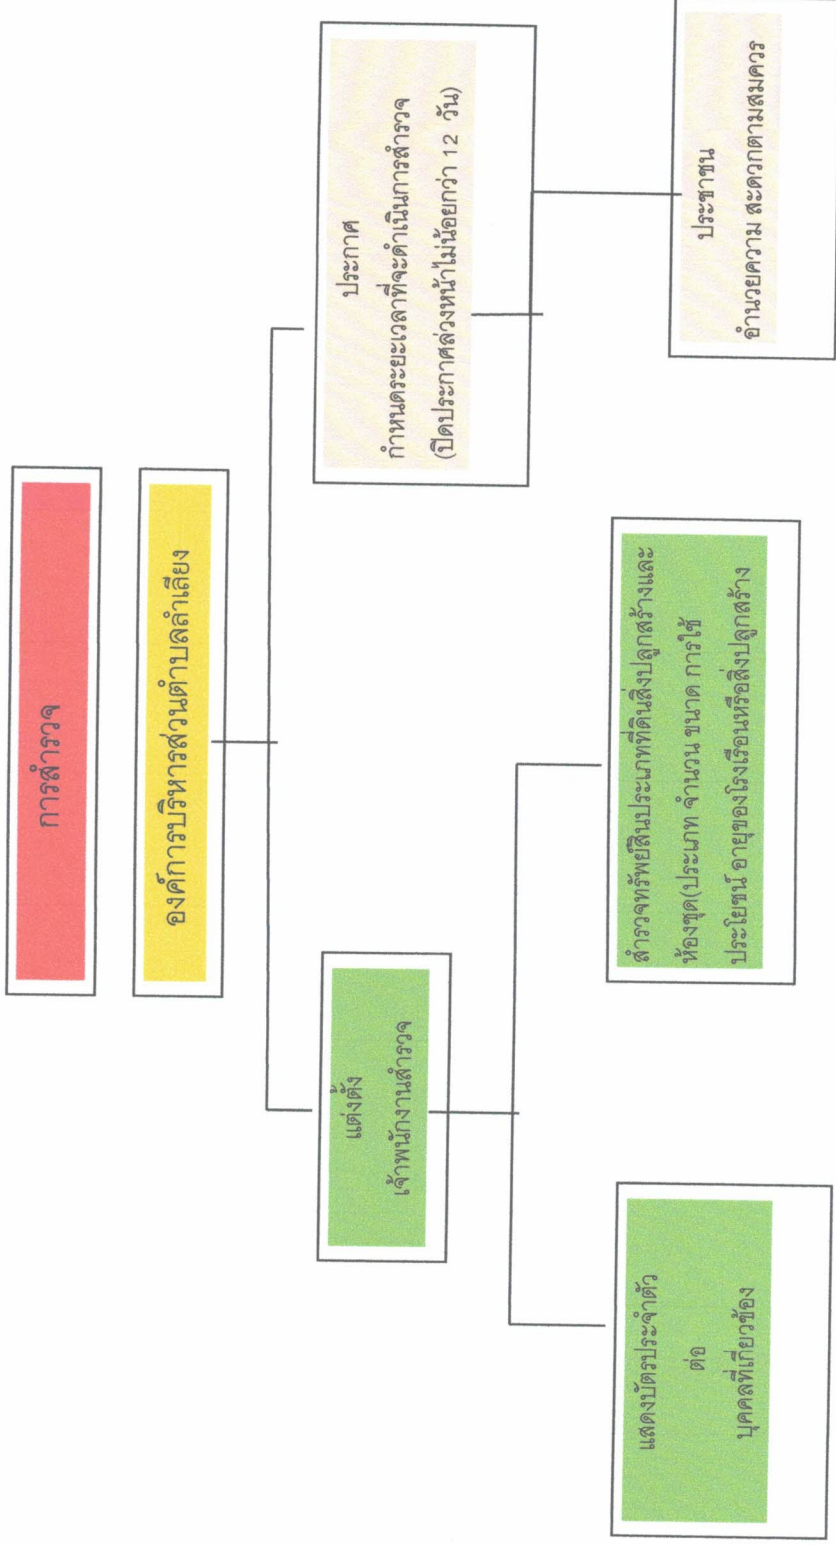 การสำรวจ
องค์การบริหารส่วนตำบลลำเลียง
แต่งตั้ง
เจ้าพนักงานสำรวจ
ประกาศ
กำหนดระยะเวลาที่จะดำเนินการสำรวจ
(ปิดประกาศล่วงหน้าไม่น้อยกว่า 12 วัน)
แสดงบัตรประจำตัว
ต่อ
บุคคลที่เกี่ยวข้อง
สำรวจทรัพย์สินประเภทที่ดินสิ่งปลูกสร้างและ
ห้องชุด(ประเภท จำนวน ขนาด การใช้
ประโยชน์ อายุของโรงเรือนหรือสิ่งปลูกสร้าง
ประชาชน
อำนวยความ สะดวกตามสมควร